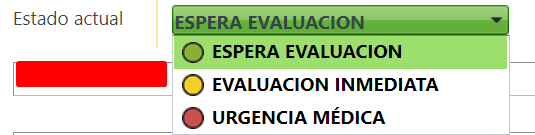 Estado actual
ESPERA EVALUACION
ESPERA EVALUACION
EVALUACION INMEDIATA
URGENCIA MÉDICA